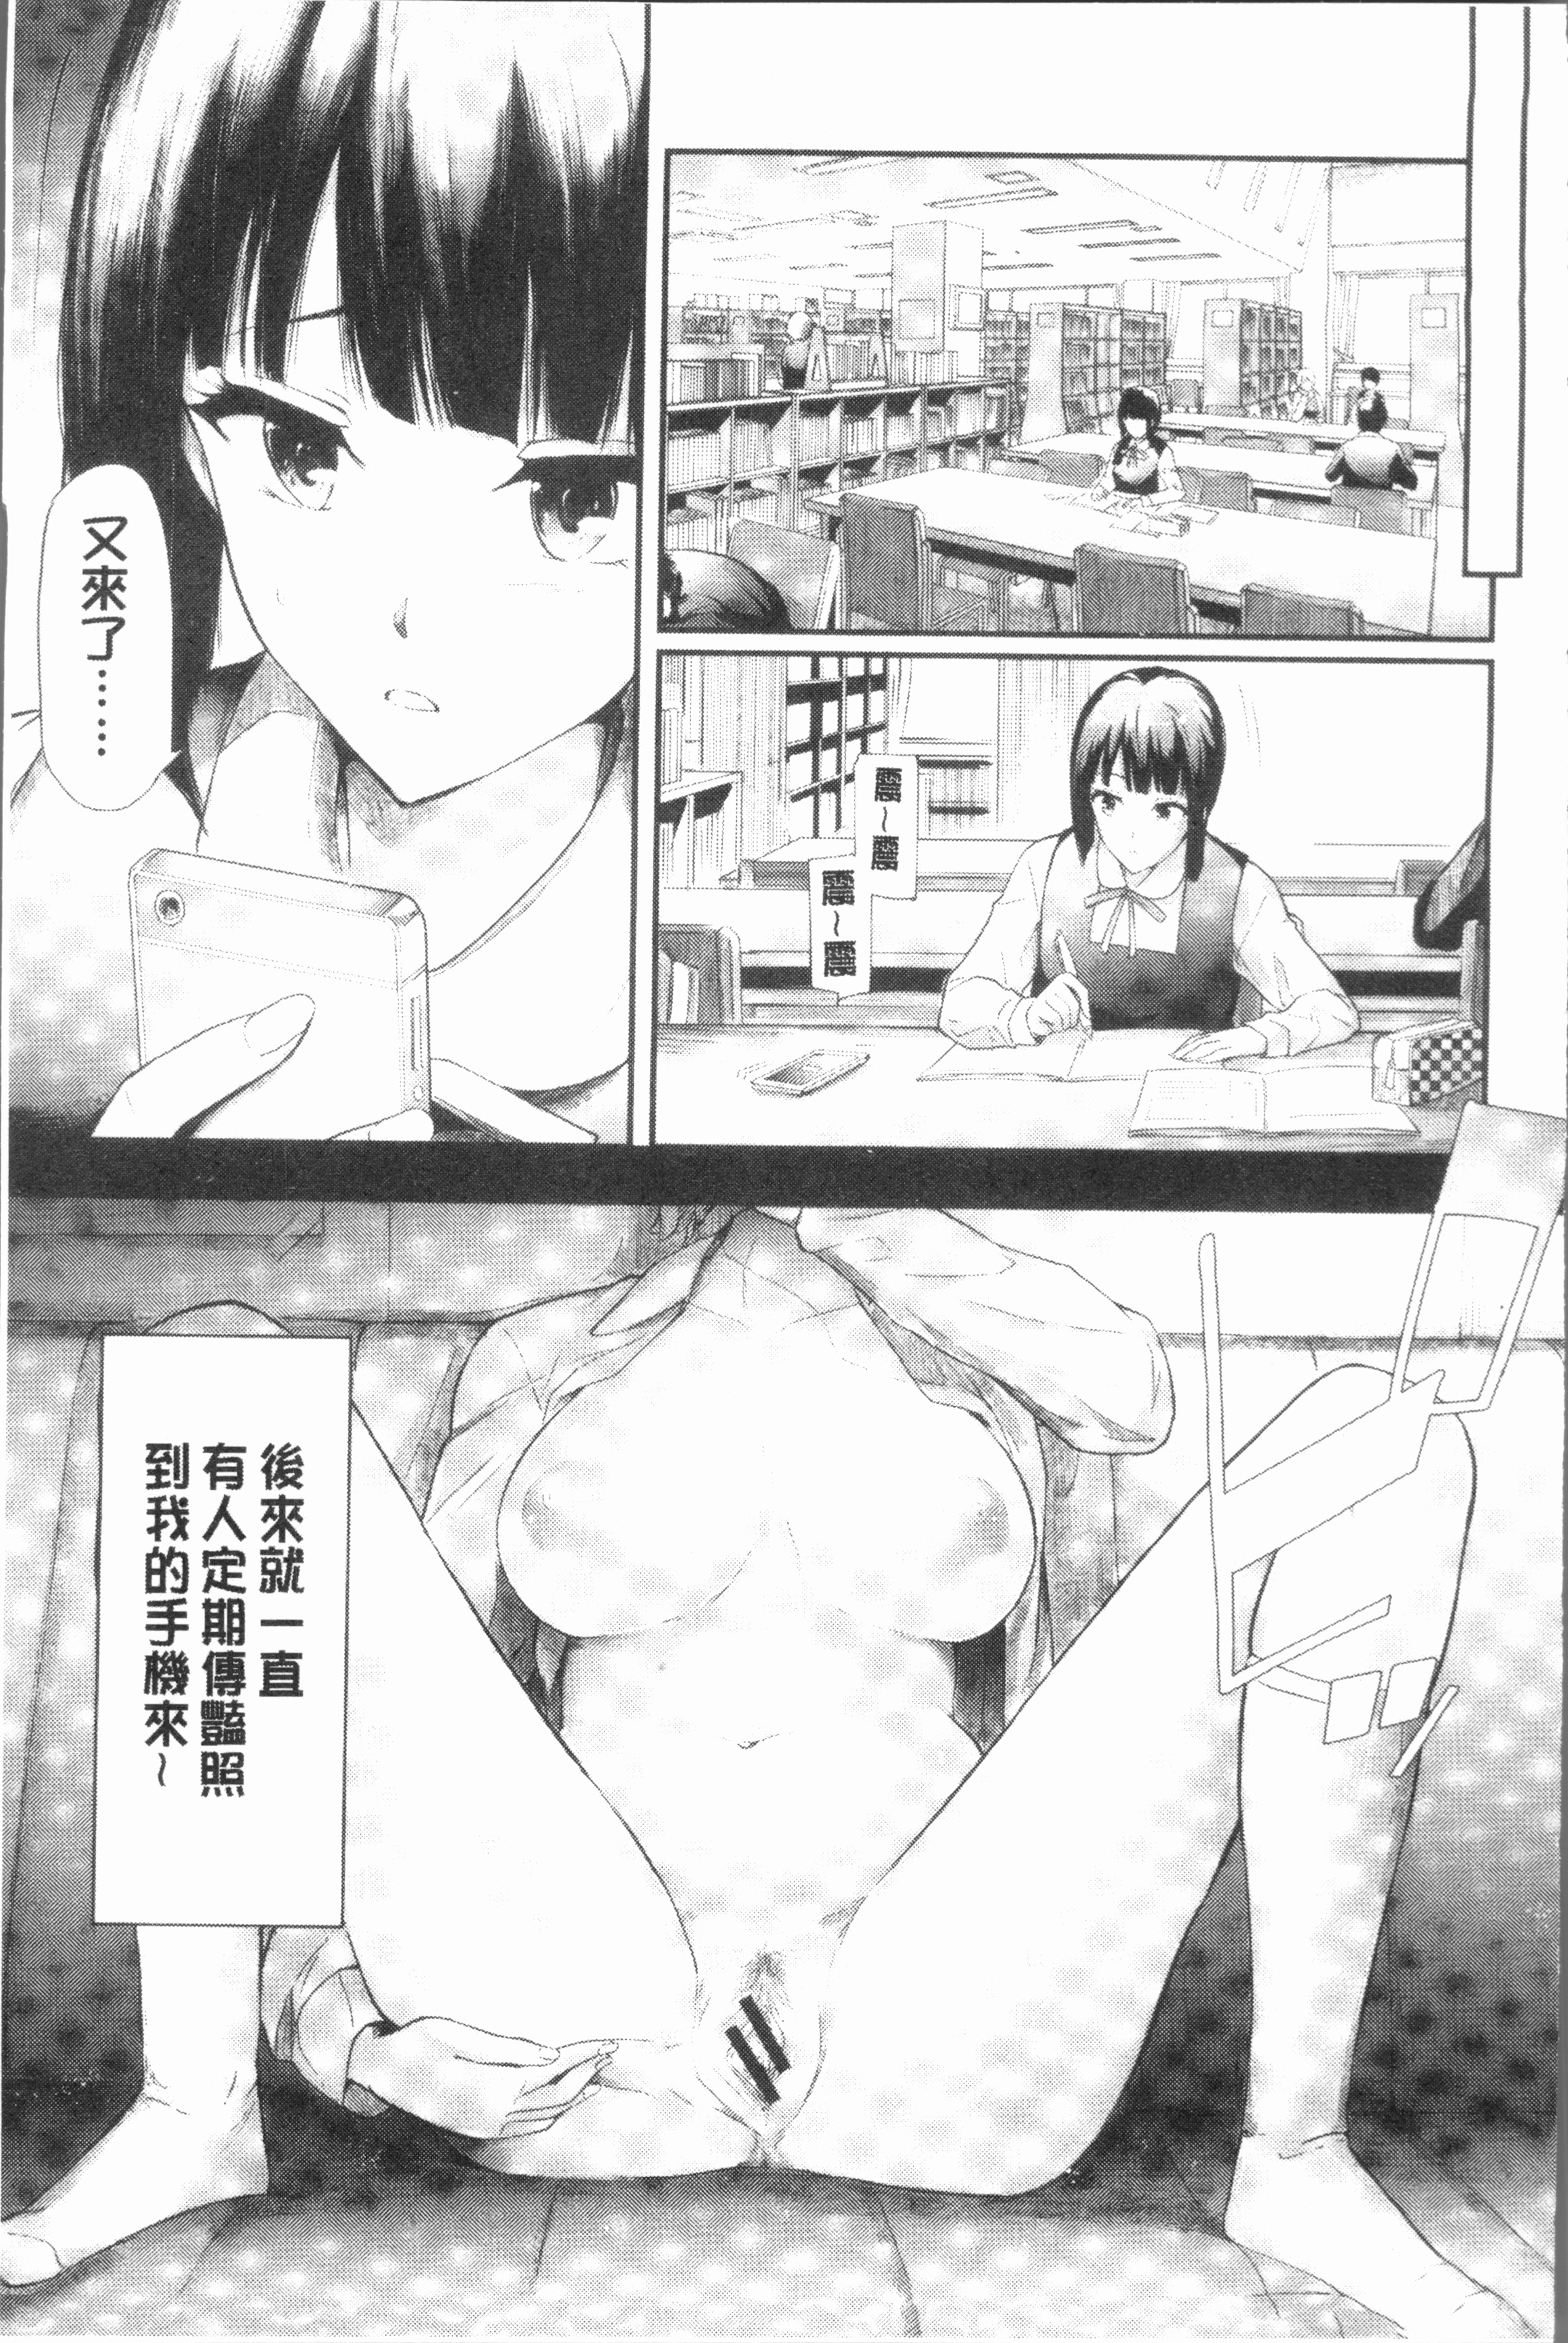 震～震
震～震
又來了……
後來就一直
有人定期傳豔照
到我的手機來～